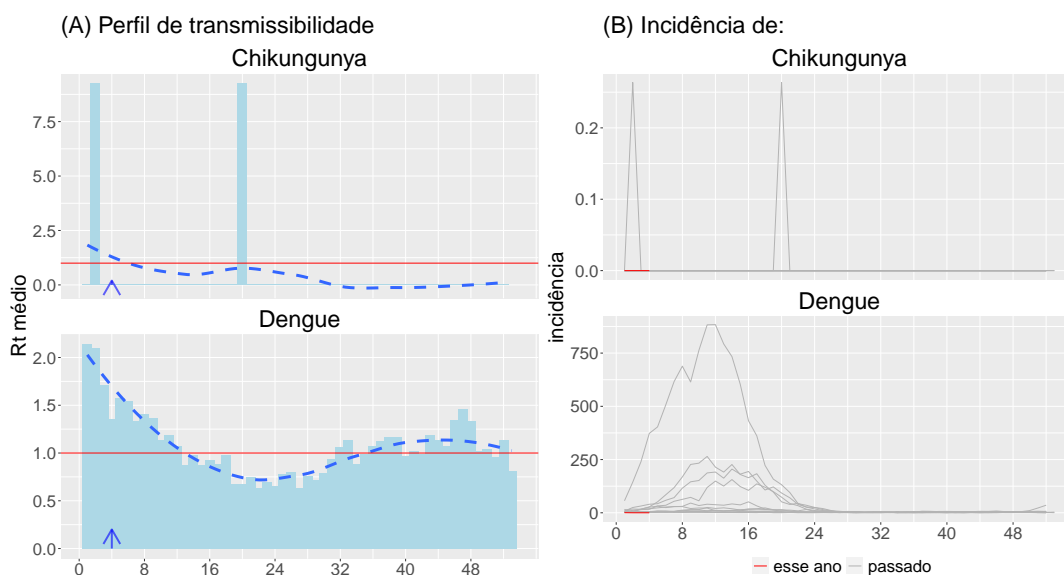 (A) Perfil de transmissibilidade
Chikungunya
7.5
5.0
2.5
0.0
Dengue
2.0
1.5
1.0
0.5
0.0
0 8 16 24 32 40 48
Rt médio
(B) Incidência de:
Chikungunya
0.2
0.1
0.0
Dengue
750
500
250
0
0 8 16 24 32 40 48
incidência
esse ano passado